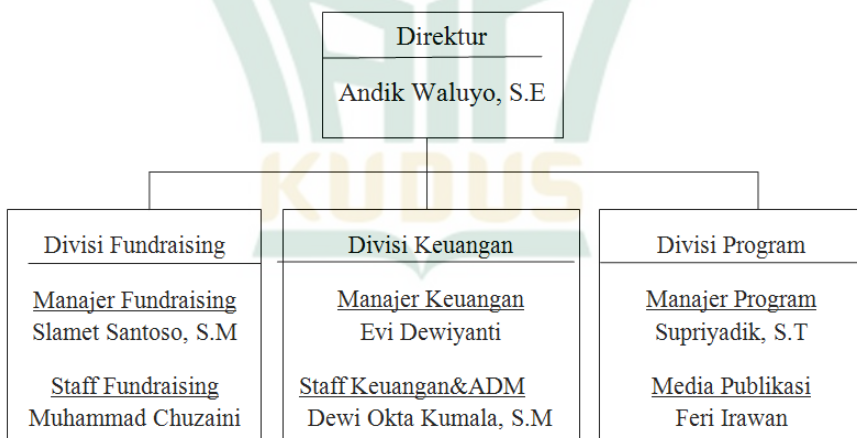 Direktur
Andik Waluyo, S.E
KUDUS
Divisi Fundraising
Manajer Fundraising
Slamet Santoso, S.M
Staff Fundraising
Muhammad Chuzaini
Divisi Keuangan
Manajer Keuangan
Evi Dewiyanti
Staff Keuangan&ADM
Dewi Okta Kumala, S.M
Divisi Program
Manajer Program
Supriyadik, S.T
Media Publikasi
Feri Irawan